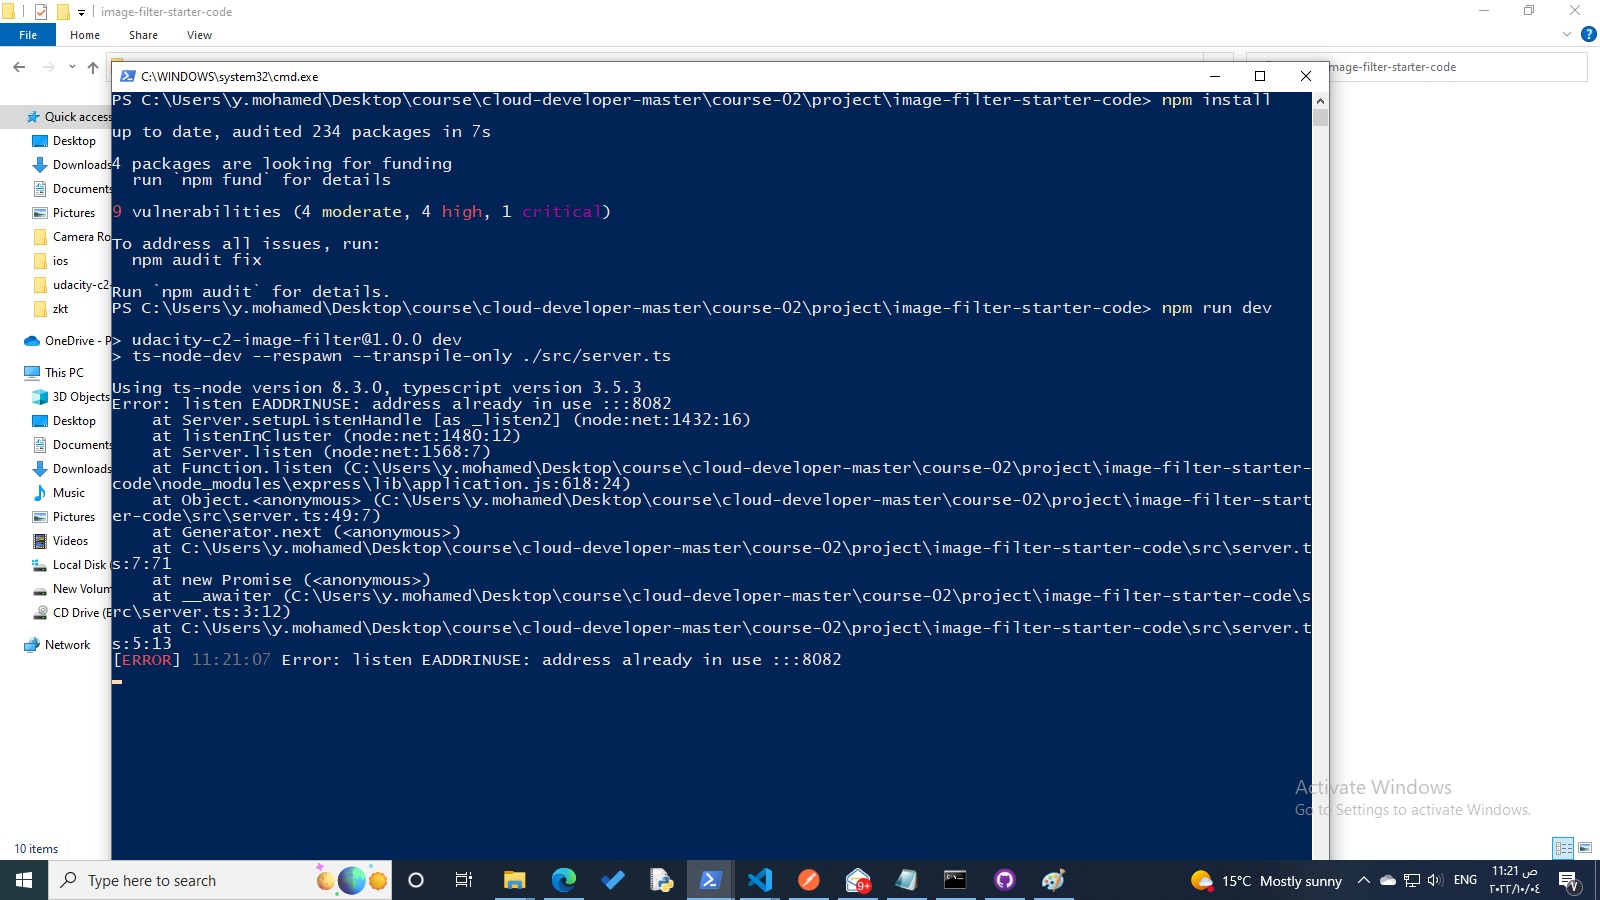 image-filter-starter-code
File
Home
Share
View
mage-filter-starter-code
C:\WINDOWS\system32\cmd.exe
Quick access
Desktop
Downloads
Documents
Pictures
Camera Ro
ios
udacity-c2-
zkt
OneDrive - P
This PC
3D Objects
Desktop
Documents
Downloads
Music
Pictures
Videos
Local Disk (
New Volum
CD Drive (E
Network
10 items
PS C:\Users\y.mohamed\Desktop\course\cloud-developer-master\course-02\project\image-filter-starter-code> npm install
up to date, audited 234 packages in 7s
4 packages are looking for funding
run `npm fund` for details
9 vulnerabilities (4 moderate, 4 high, 1 critical)
To address all issues, run:
npm audit fix
Run `npm audit` for details.
PS C:\Users\y.mohamed\Desktop\course\cloud-developer-master\course-02\project\image-filter-starter-code> npm run dev
> udacity-c2-image-filter@1.0.0 dev
> ts-node-dev --respawn --transpile-only ./src/server.ts
Using ts-node version 8.3.0, typescript version 3.5.3
Error: listen EADDRINUSE: address already in use :::8082
at Server.setupListenHandle [as _listen2] (node:net:1432:16)
at listenInCluster (node:net:1480:12)
at Server.listen (node:net:1568:7)
at Function.listen (C:\Users\y.mohamed\Desktop\course\cloud-developer-master\course-02\project\image-filter-starter-
code\node_modules\express\lib\application.js:618:24)
at Object.<anonymous> (C:\Users\y.mohamed\Desktop\course\cloud-developer-master\course-02\project\image-filter-start
er-code\src\server.ts:49:7)
at Generator.next (<anonymous>)
at C:\Users\y.mohamed\Desktop\course\cloud-developer-master\course-02\project\image-filter-starter-code\src\server.t
s:7:71
at new Promise (<anonymous>)
at __awaiter (C:\Users\y.mohamed\Desktop\course\cloud-developer-master\course-02\project\image-filter-starter-code\s
rc\server.ts:3:12)
at C:\Users\y.mohamed\Desktop\course\cloud-developer-master\course-02\project\image-filter-starter-code\src\server.t
s:5:13
[ERROR] 11:21:07 Error: listen EADDRINUSE: address already in use :::8082
Activate Windows
Go to Settings to activate Windows.
Type here to search
9+
15°C Mostly sunny
ENG
11:21 ص
٢٠٢٢/١٠/٠٤